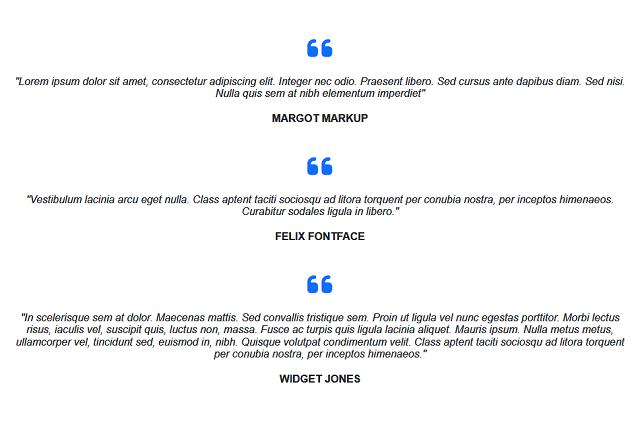 "Lorem ipsum dolor sit amet, consectetur adipiscing elit. Integer nec odio. Praesent libero. Sed cursus ante dapibus diam. Sed nisi.
Nulla quis sem at nibh elementum imperdiet"
MARGOT MARKUP
"Vestibulum lacinia arcu eget nulla. Class aptent taciti sociosqu ad litora torquent per conubia nostra, per inceptos himenaeos.
Curabitur sodales ligula in libero."
FELIX FONTFACE
"In scelerisque sem at dolor. Maecenas mattis. Sed convallis tristique sem. Proin ut ligula vel nunc egestas porttitor. Morbi lectus
risus, iaculis vel, suscipit quis, luctus non, massa. Fusce ac turpis quis ligula lacinia aliquet. Mauris ipsum. Nulla metus metus,
ullamcorper vel, tincidunt sed, euismod in, nibh. Quisque volutpat condimentum velit. Class aptent taciti sociosqu ad litora torquent
per conubia nostra, per inceptos himenaeos."
WIDGET JONES